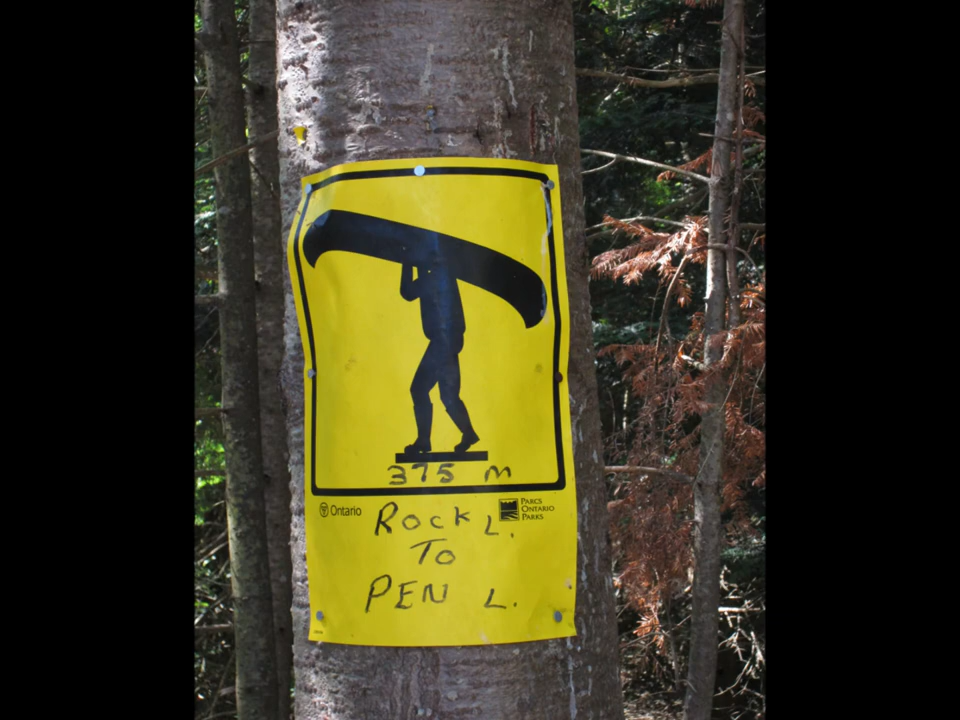 375 m
Ontario
PARCS
ONTARIO
PARKS
ROCK L.
TO
PEN L.